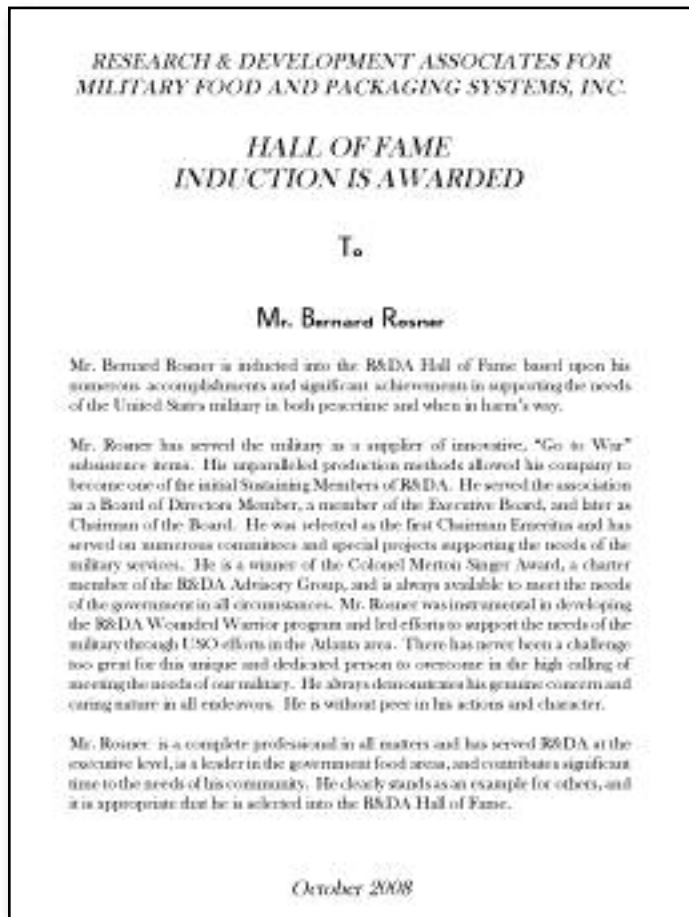 RESEARCH & DEVELOPMENT ASSOCIATES FOR
MILITARY FOOD AND PACKAGING SYSTEMS, INC.
HALL OF FAME
INDUCTION IS AWARDED
To
Mr. Bernard Rosner
Mr. Bernard Rosner is inducted into the R&DA Hall of Fame based upon his
numerous accomplishments and significant achievements in supporting the needs
of the United States military in both peacetime and when in harm's way.
Mr. Rosner has served the military as a supplier of innovative, "Go to War"
subsistence items. His unparalleled production methods allowed his company to
become one of the initial Sustaining Members of R&DA. He served the association
as a Board of Directors Member, a member of the Executive Board, and later as
Chairman of the Board. He was selected as the first Chairman Emeritus and has
served on numerous committees and special projects supporting the needs of the
military services. He is a winner of the Colonel Merton Singer Award, a charter
member of the R&DA Advisory Group, and is always available to meet the needs
of the government in all circumstances. Mr. Rosner was instrumental in developing
the R&DA Wounded Warrior program and led efforts to support the needs of the
military through USO efforts in the Atlanta area. There has never been a challenge
too great for this unique and dedicated person to overcome in the high calling of
meeting the needs of our military. He always demonstrates his genuine concern and
caring nature in all endeavors. He is without peer in his actions and character.
Mr. Rosner is a complete professional in all matters and has served R&DA at the
executive level, is a leader in the government food areas, and contributes significant
time to the needs of his community. He clearly stands as an example for others, and
it is appropriate that he is selected into the R&DA Hall of Fame.
October 2008